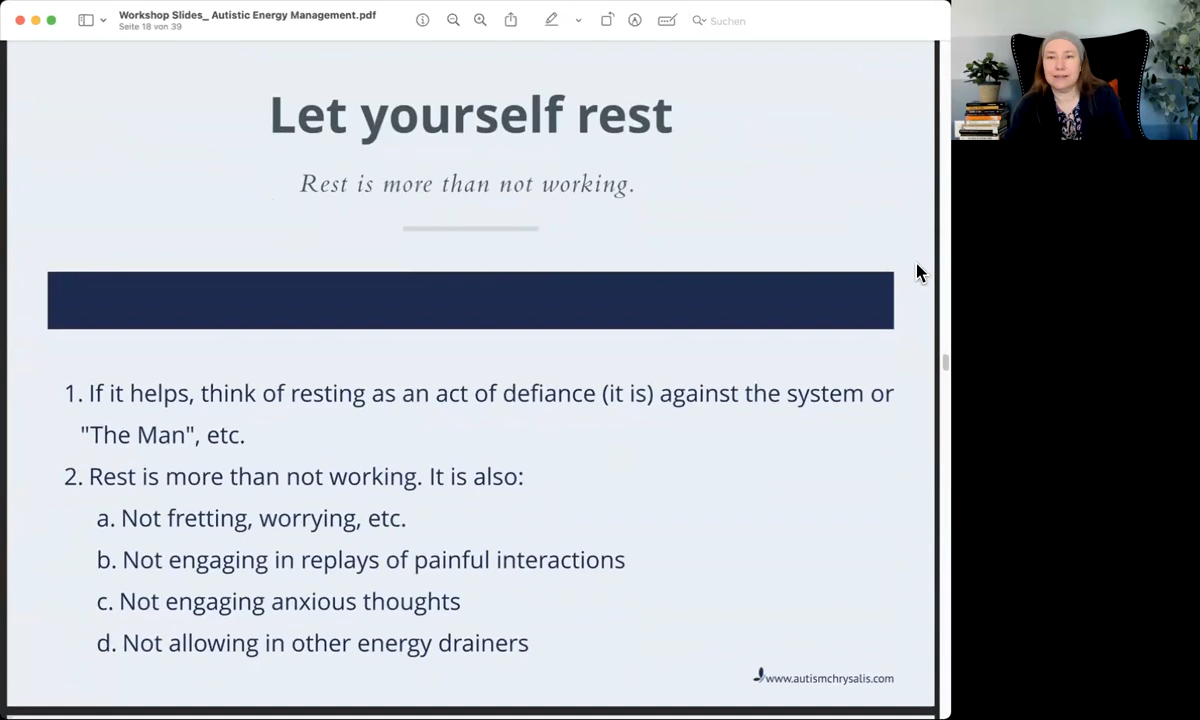 Workshop Slides_ Autistic Energy Management.pdf
Seite 18 von 39
Suchen
Let yourself rest
Rest is more than not working.
1. If it helps, think of resting as an act of defiance (it is) against the system or
"The Man", etc.
2. Rest is more than not working. It is also:
a. Not fretting, worrying, etc.
b. Not engaging in replays of painful interactions
c. Not engaging anxious thoughts
d. Not allowing in other energy drainers
www.autismchrysalis.com